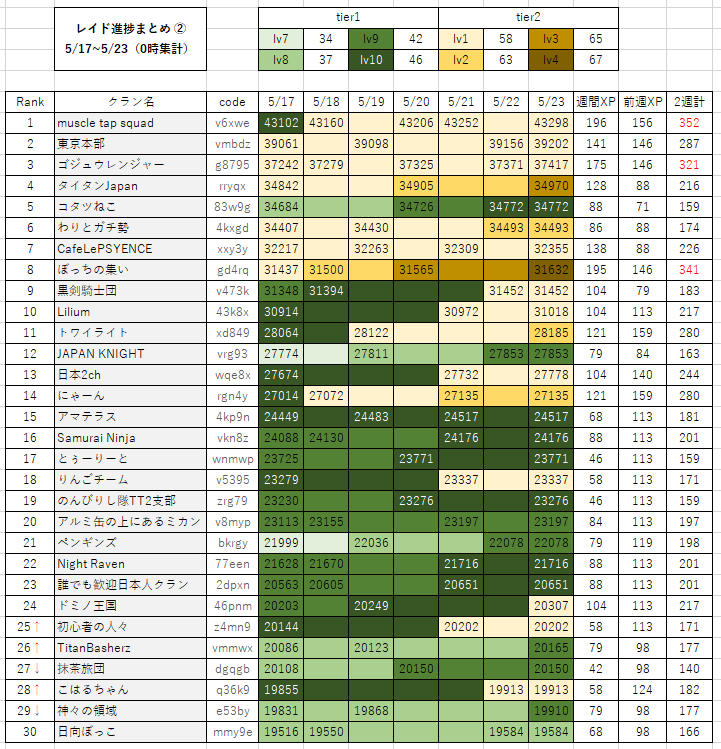 レイド進捗まとめ ②
5/17~5/23（0時集計）
tier1 tier2
lv7 34 lv9 42 lv1 58 lv3 65
lv8 37 lv10 46 lv2 63 lv4 67
Rank クラン名 code 5/17 5/18 5/19 5/20 5/21 5/22 5/23 週間XP 前週XP 2週計
1 muscle tap squad v6xwe 43102 43160 43206 43252 43298 196 156 352
2 東京本部 vmbdz 39061 39098 39156 39202 141 146 287
3 ゴジュウレンジャー g8795 37242 37279 37325 37371 37417 175 146 321
4 タイタンJapan rryqx 34842 34905 34970 128 88 216
5 コタツねこ 83w9g 34684 34726 34772 34772 88 71 159
6 わりとガチ勢 4kxgd 34407 34430 34493 34493 86 88 174
7 CafeLePSYENCE xxy3y 32217 32263 32309 32355 138 88 226
8 ぼっちの集い gd4rq 31437 31500 31565 31632 195 146 341
9 黒剣騎士団 v473k 31348 31394 31452 31452 104 79 183
10 Lilium 43k8x 30914 30972 31018 104 113 217
11 トワイライト xd849 28064 28122 28185 121 159 280
12 JAPAN KNIGHT vrg93 27774 27811 27853 27853 79 84 163
13 日本2ch wqe8x 27674 27732 27778 104 140 244
14 にゃーん rgn4y 27014 27072 27135 27135 121 159 280
15 アマテラス 4kp9n 24449 24483 24517 24517 68 113 181
16 Samurai Ninja vkn8z 24088 24130 24176 24176 88 113 201
17 とぅーりーと wnmwp 23725 23771 23771 46 113 159
18 りんごチーム v5395 23279 23337 23337 58 113 171
19 のんびりし隊TT2支部 zrg79 23230 23276 23276 46 113 159
20 アルミ缶の上にあるミカン v8myp 23113 23155 23197 23197 84 113 197
21 ペンギンズ bkrgy 21999 22036 22078 22078 79 119 198
22 Night Raven 77een 21628 21670 21716 21716 88 113 201
23 誰でも歓迎日本人クラン 2dpxn 20563 20605 20651 20651 88 113 201
24 ドミノ王国 46pnm 20203 20249 20307 104 113 217
25 ↑ 初心者の人々 z4mn9 20144 20202 20202 58 113 171
26 ↑ TitanBasherz vmmwx 20086 20123 20165 79 98 177
27 ↓ 抹茶旅団 dgqgb 20108 20150 20150 42 98 140
28 ↑ こはるちゃん q36k9 19855 19913 19913 58 124 182
29 ↓ 神々の領域 e53by 19831 19868 19910 79 98 177
30 日向ぼっこ mmy9e 19516 19550 19584 19584 68 98 166